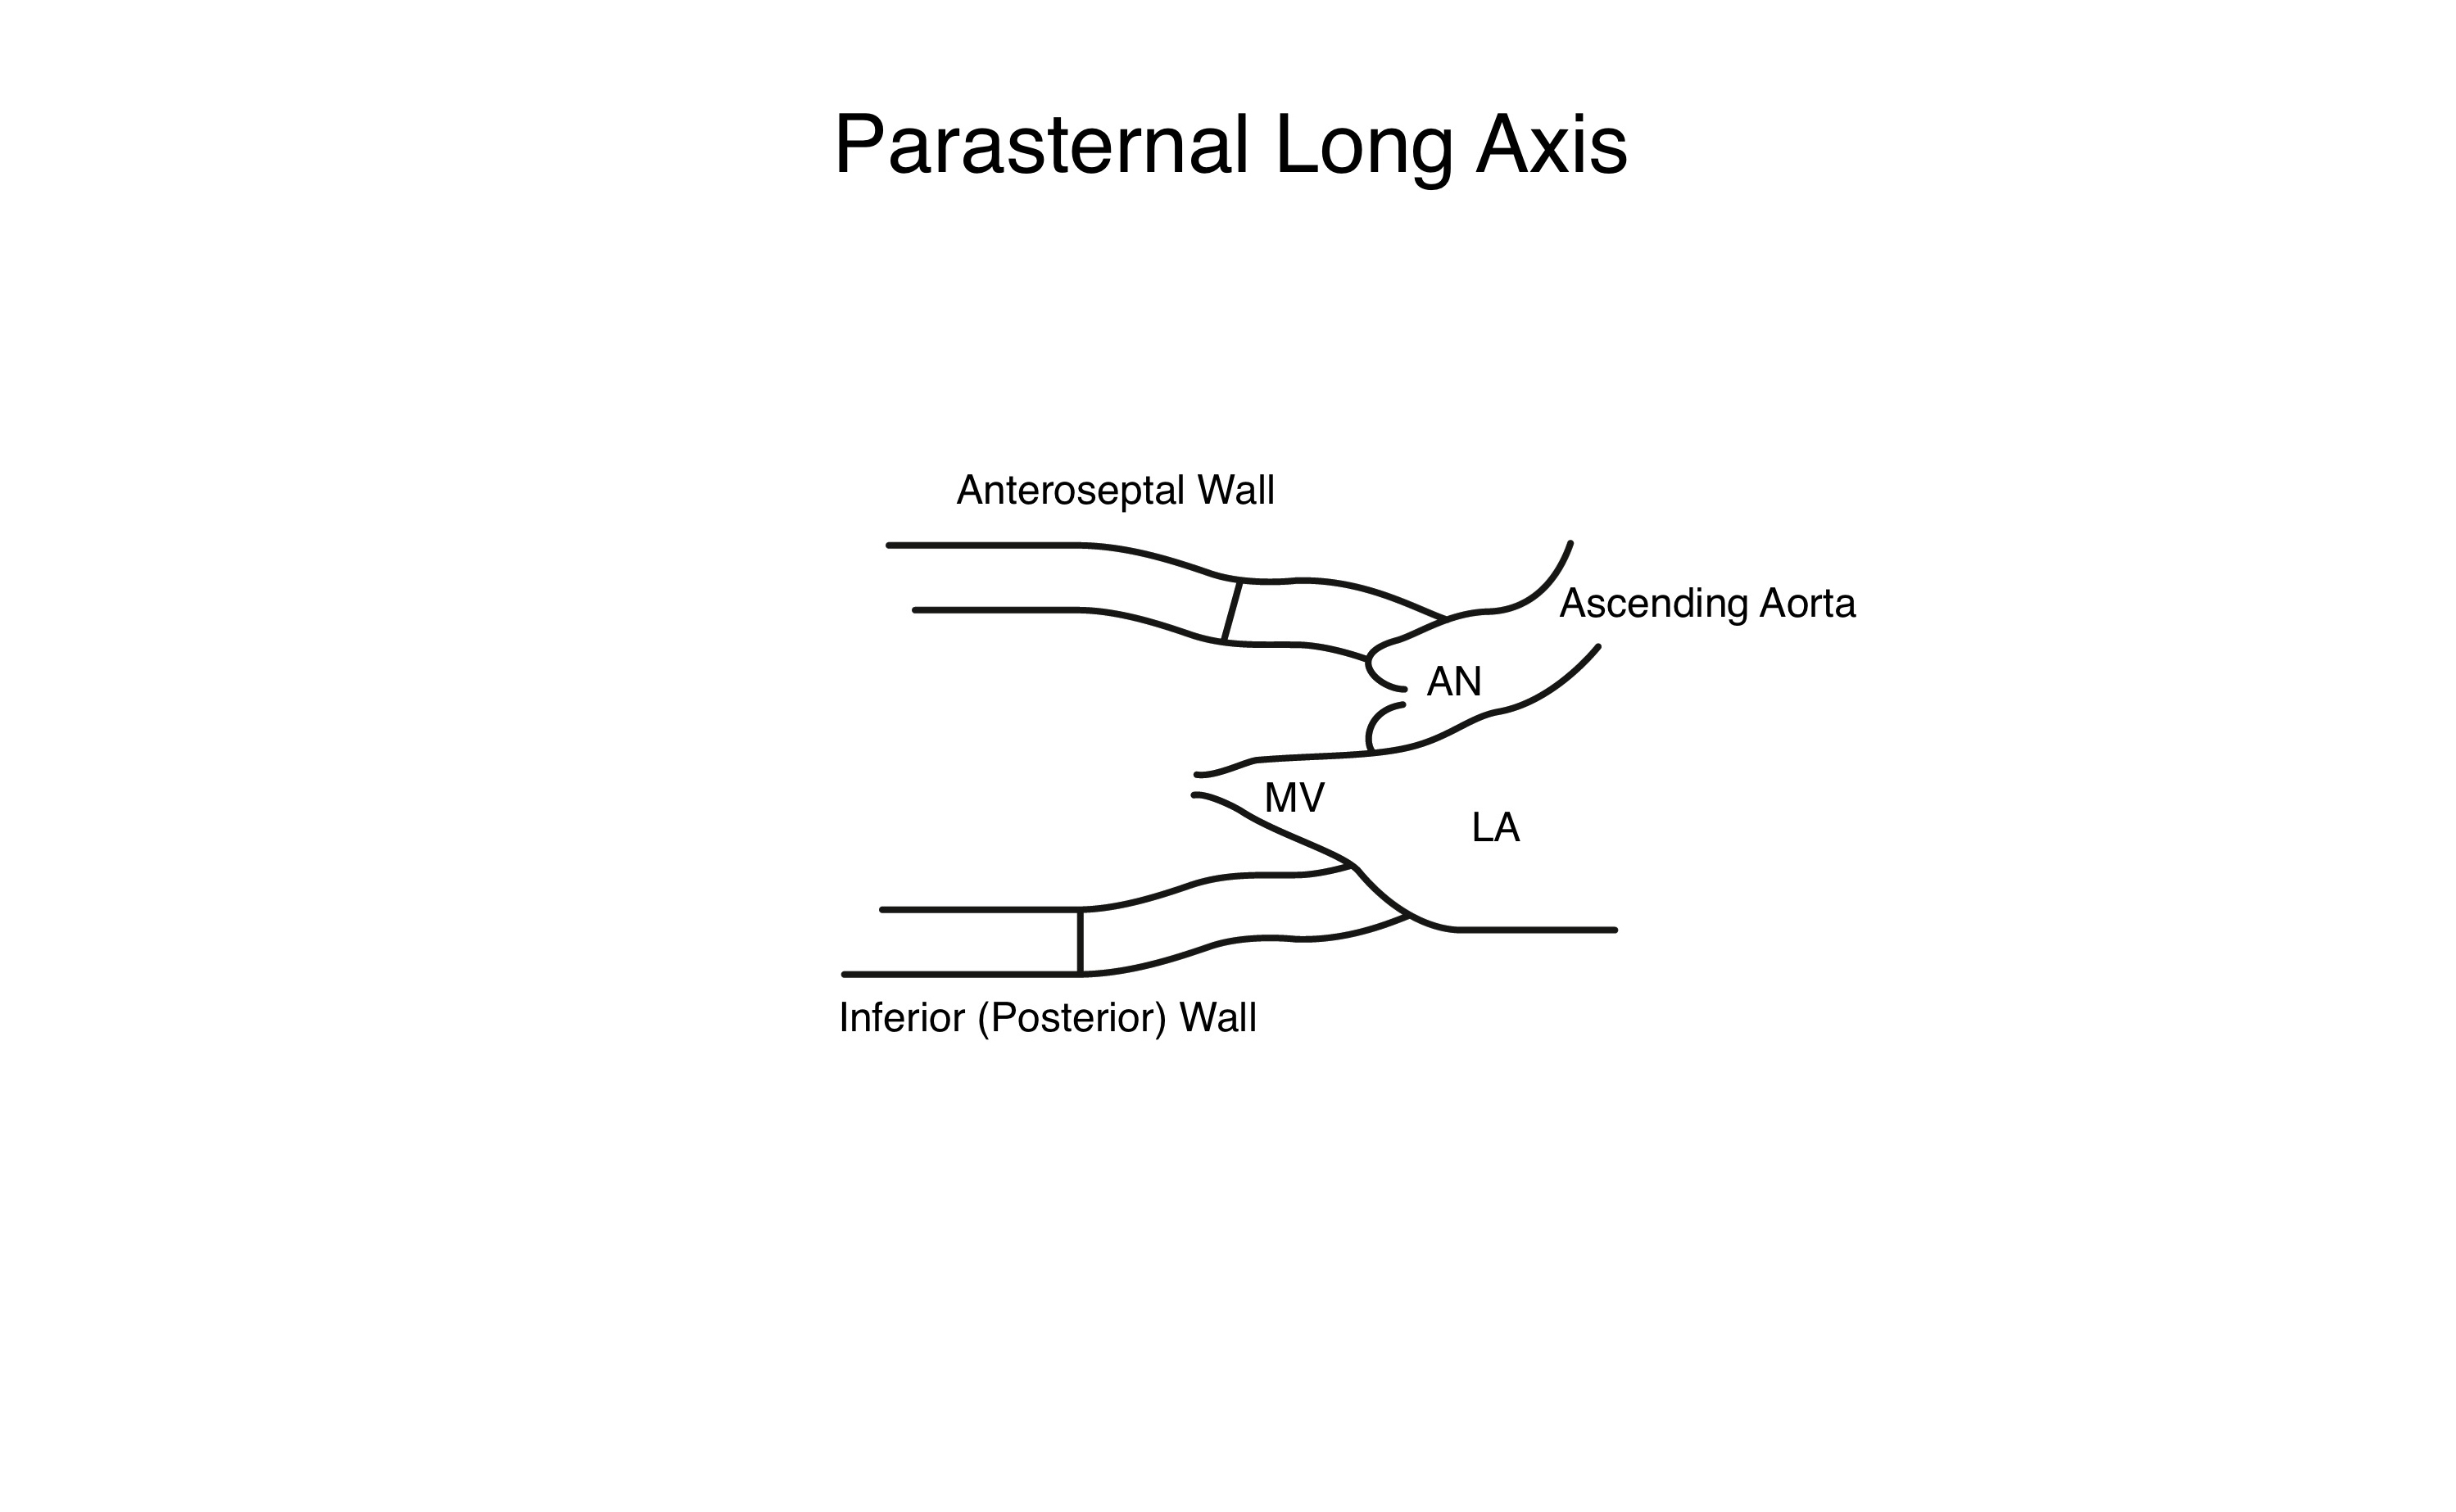 Parasternal Long Axis
Anteroseptal Wall
Ascending Aorta
AN
MV
LA
Inferior (Posterior) Wall